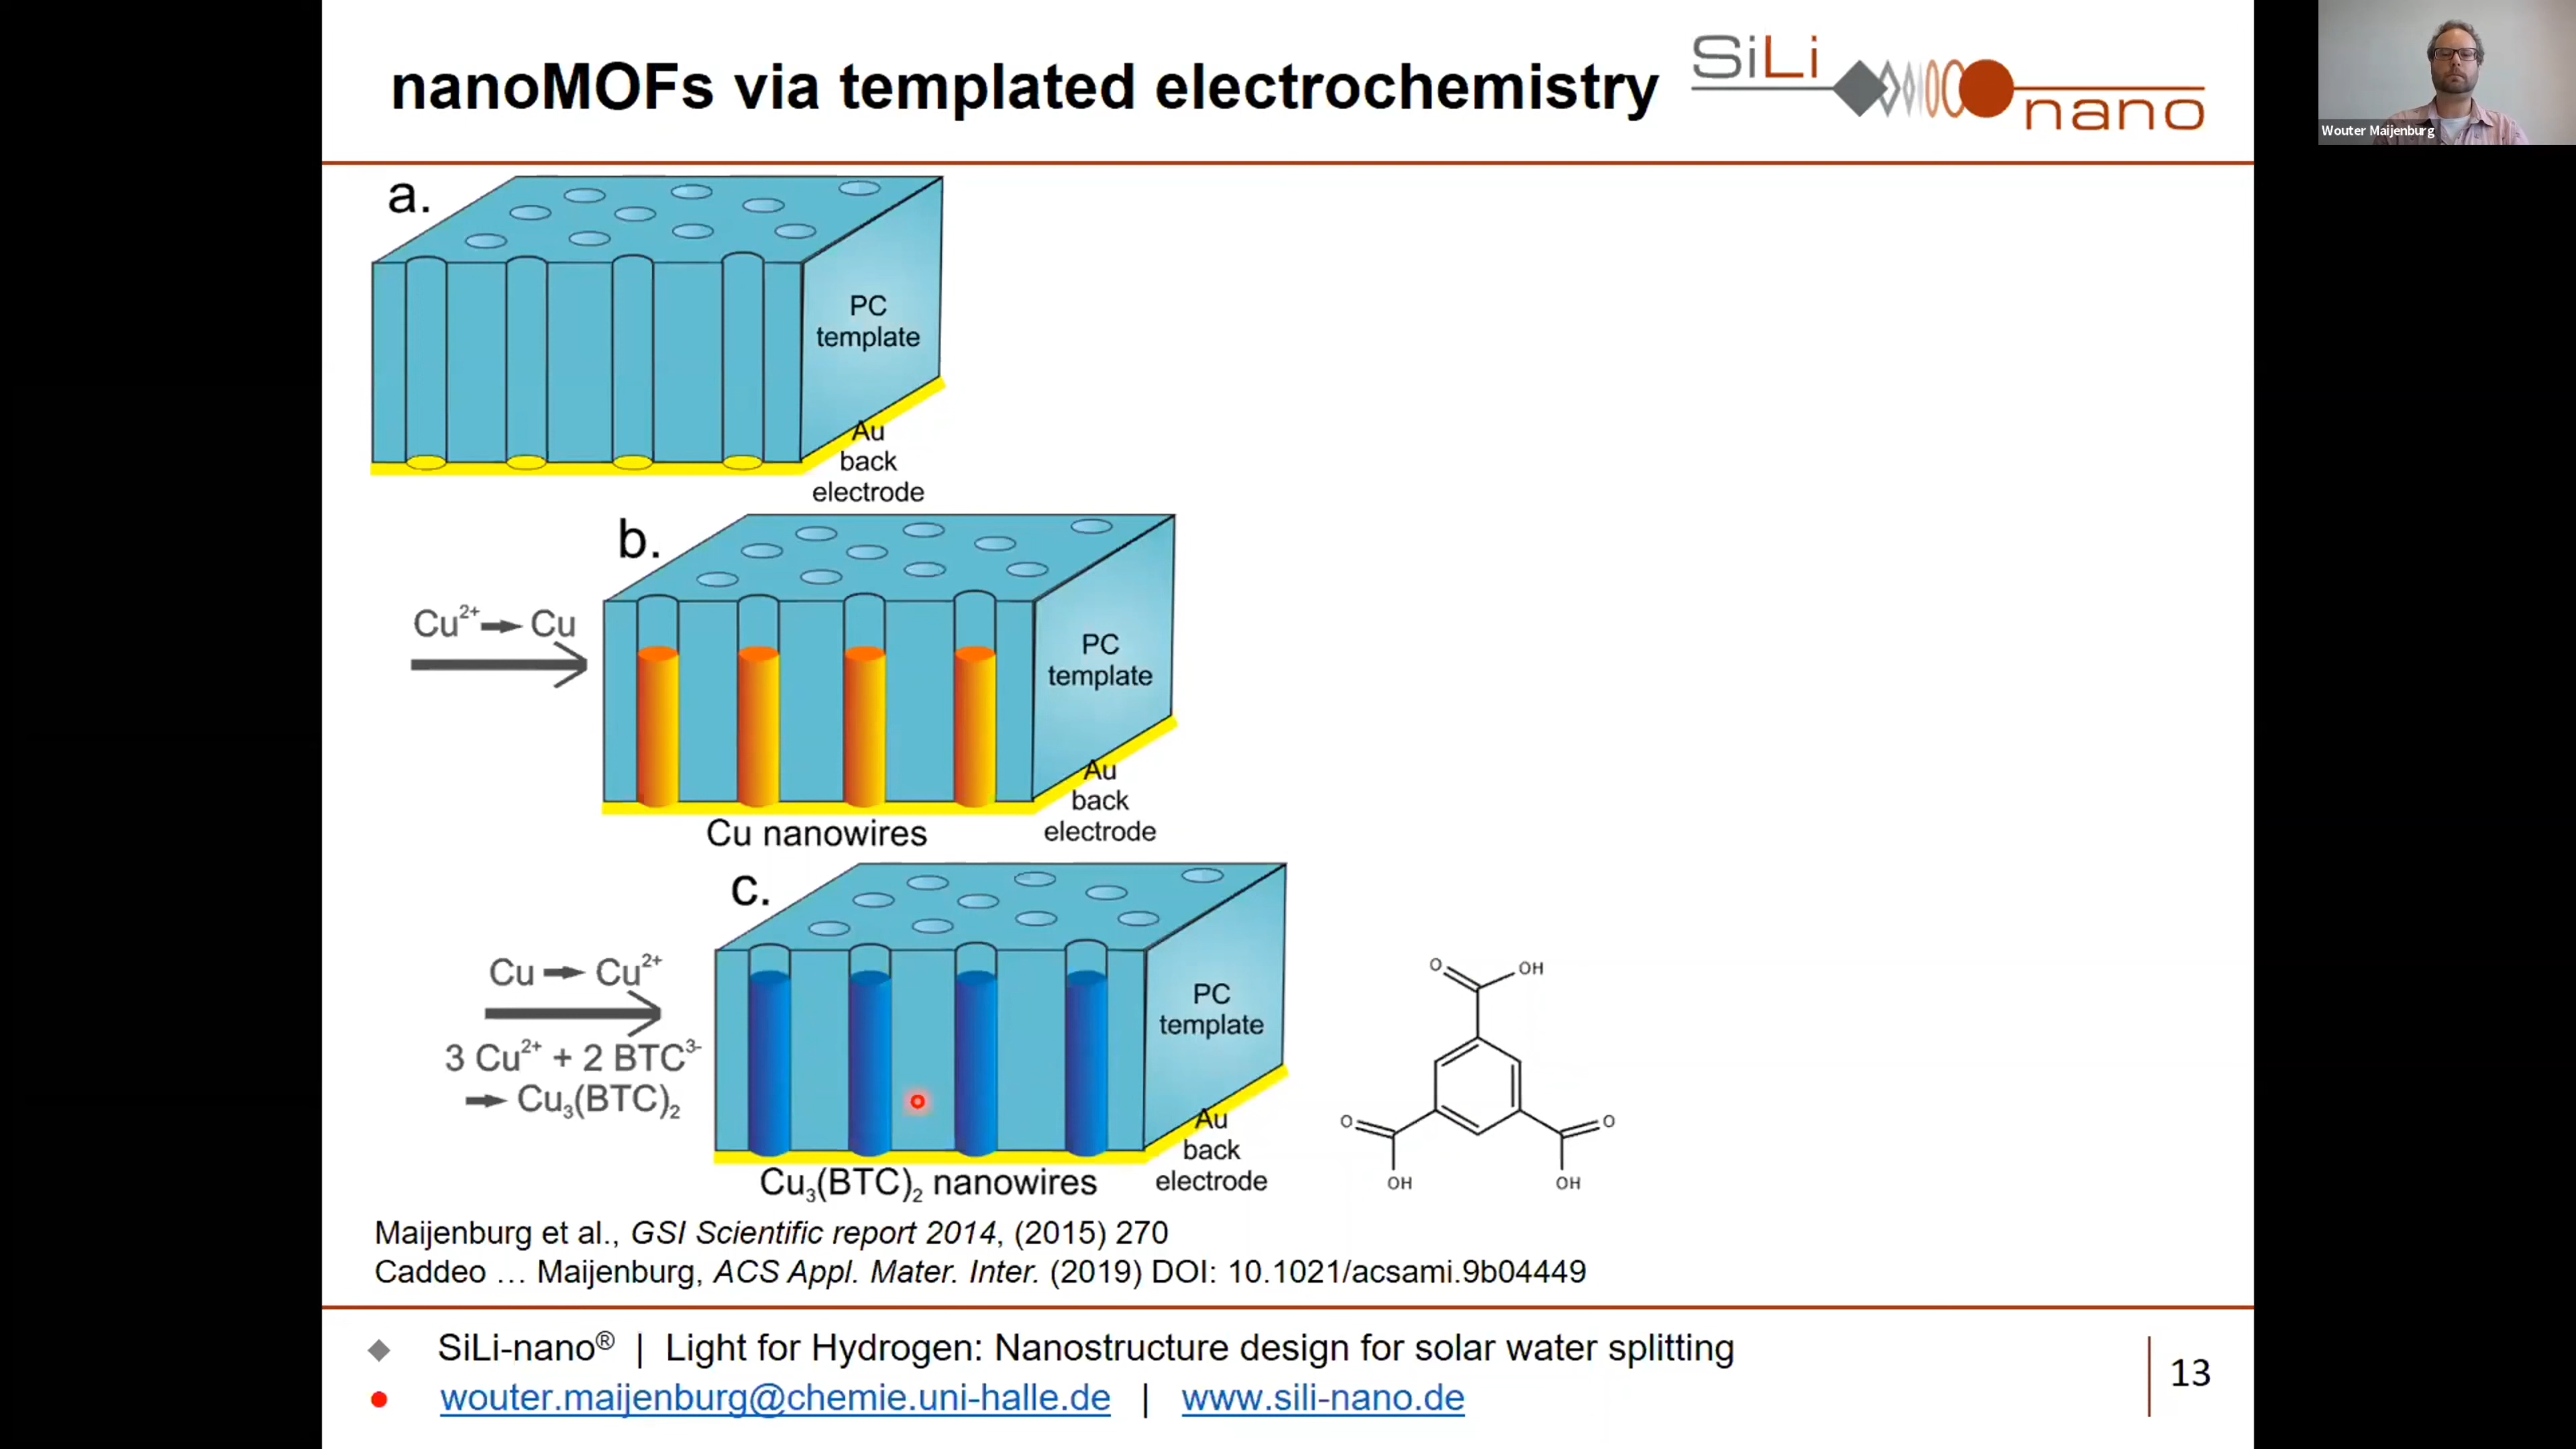 nanoMOFs via templated electrochemistry
SiLi
nano
Wouter Maijenburg
a.
PC
template
Au
back
electrode
b.
Cu²⁺ → Cu
PC
template
Au
back
electrode
Cu nanowires
c.
Cu → Cu²⁺
3 Cu²⁺ + 2 BTC³⁻
→ Cu₃(BTC)₂
PC
template
Au
back
electrode
Cu₃(BTC)₂ nanowires
O
OH
O
OH
O
OH
Maijenburg et al., GSI Scientific report 2014, (2015) 270
Caddeo … Maijenburg, ACS Appl. Mater. Inter. (2019) DOI: 10.1021/acsami.9b04449
SiLi-nano® | Light for Hydrogen: Nanostructure design for solar water splitting
wouter.maijenburg@chemie.uni-halle.de | www.sili-nano.de
13